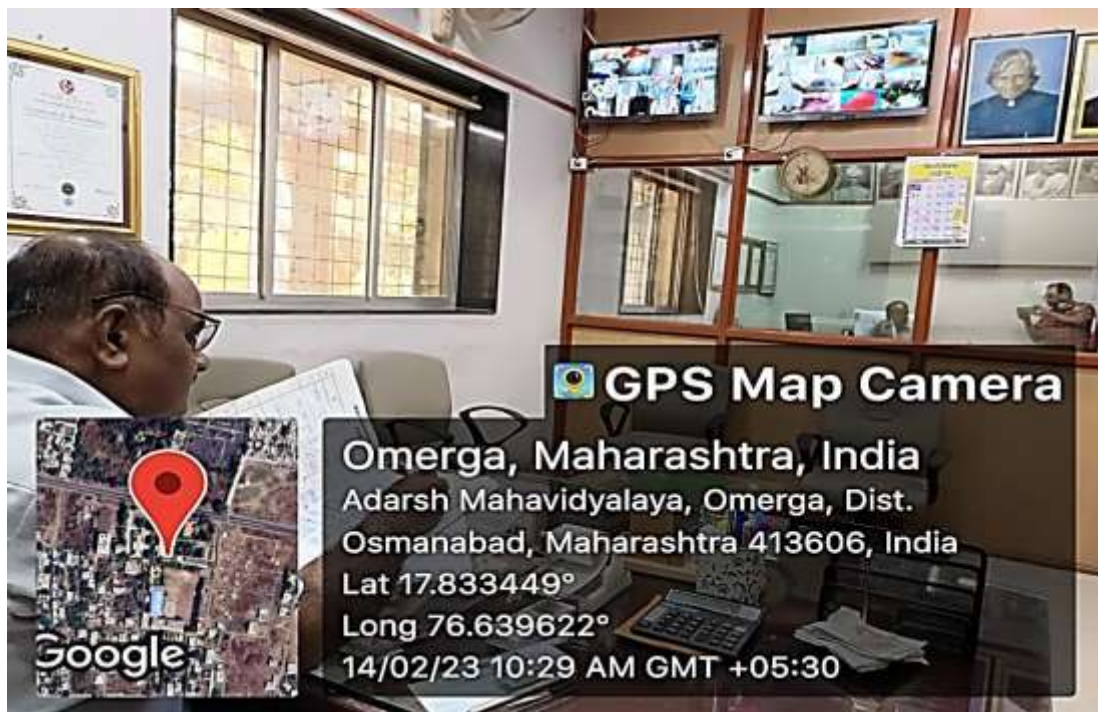 GPS Map Camera
Omerga, Maharashtra, India
Adarsh Mahavidyalaya, Omerga, Dist.
Osmanabad, Maharashtra 413606, India
Lat 17.833449°
Long 76.639622°
14/02/23 10:29 AM GMT +05:30
Google